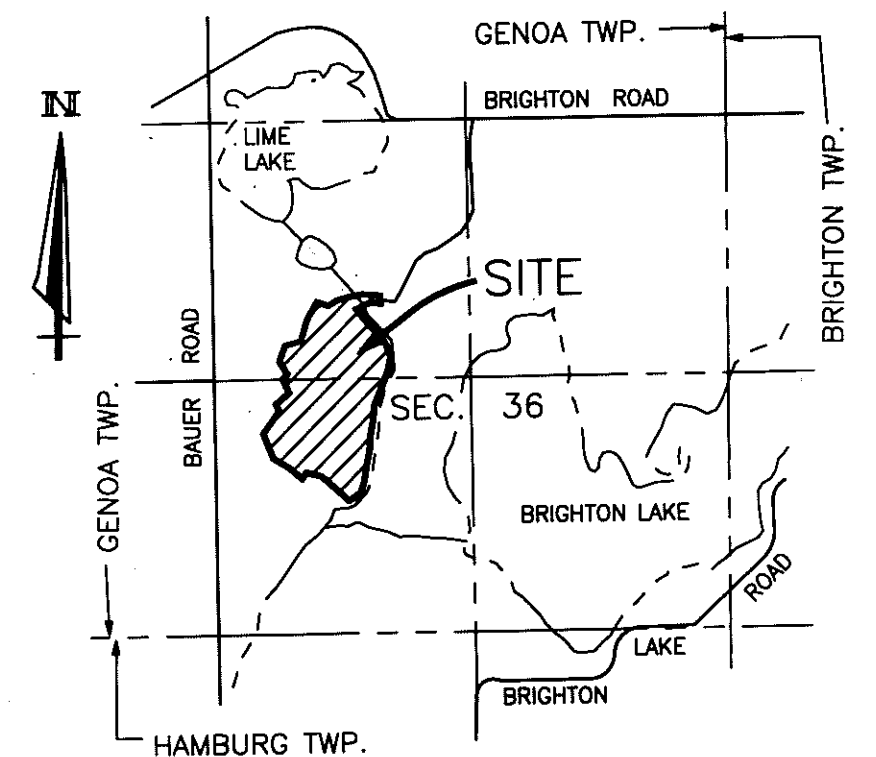 GENOA TWP.
N
BRIGHTON ROAD
LIME
LAKE
BRIGHTON TWP.
SITE
BAUER ROAD
GENOA TWP.
SEC. 36
BRIGHTON LAKE
BRIGHTON LAKE ROAD
HAMBURG TWP.